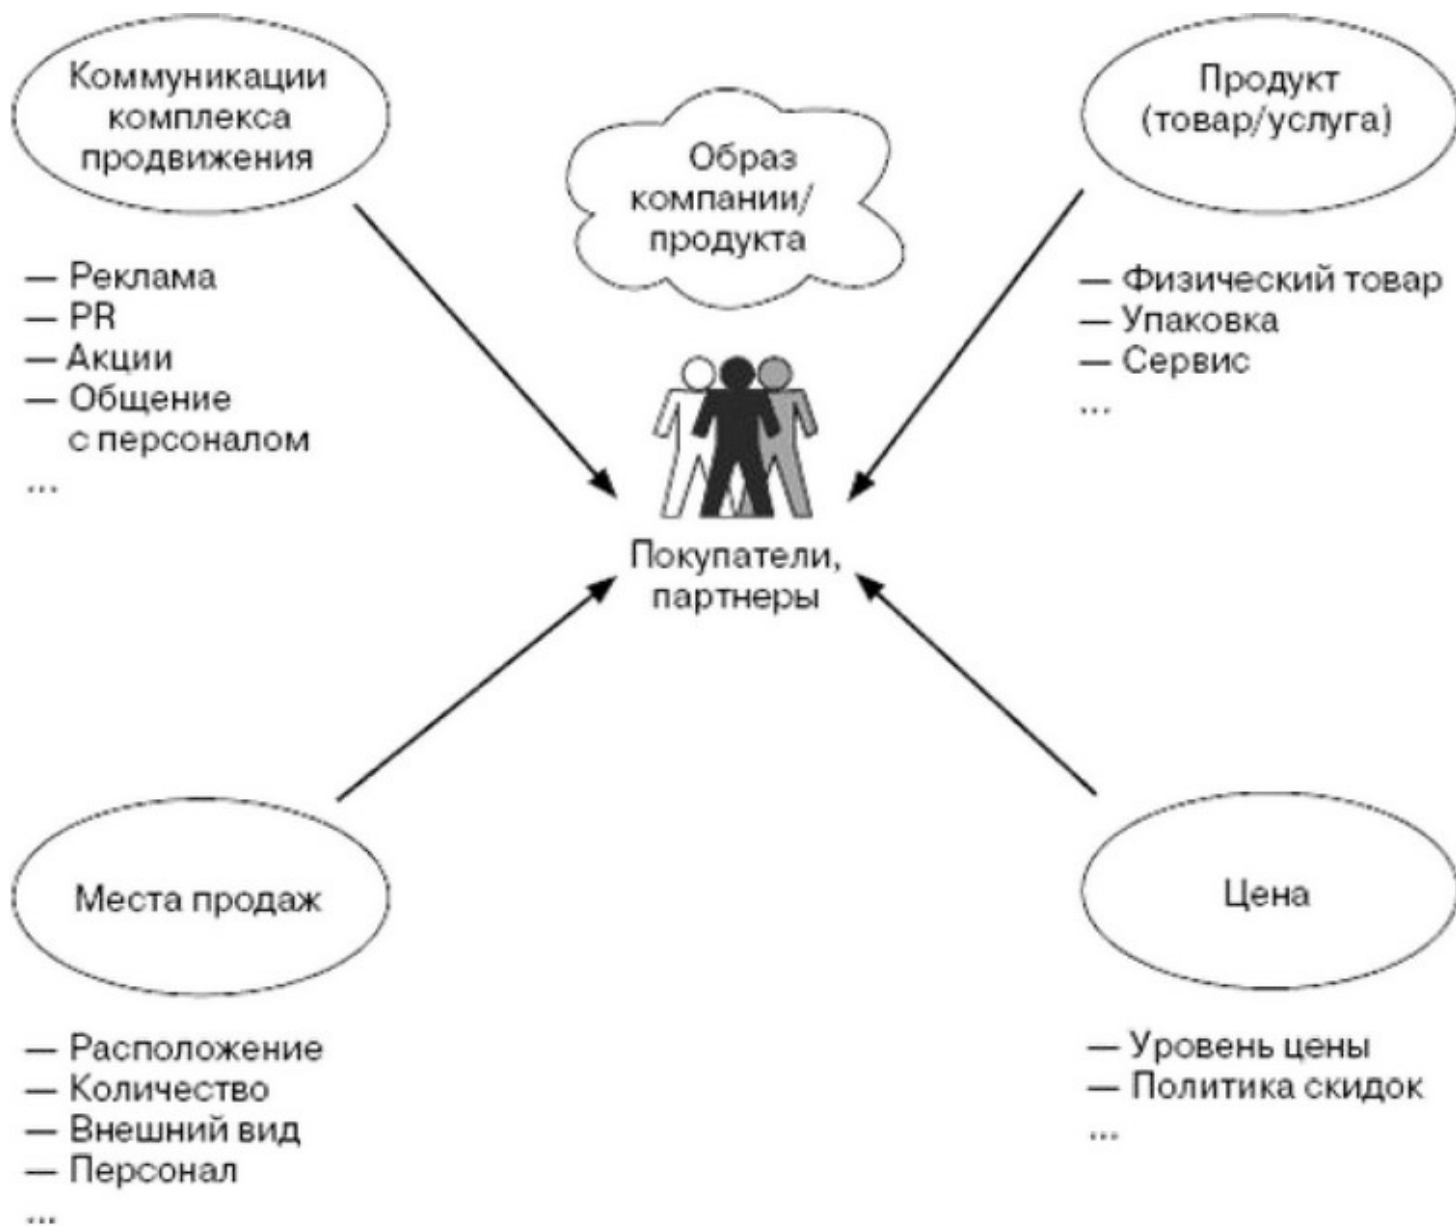 Коммуникации
комплекса
продвижения
— Реклама
— PR
— Акции
— Общение
с персоналом
...
Образ
компании/
продукта
Продукт
(товар/услуга)
— Физический товар
— Упаковка
— Сервис
...
Покупатели,
партнеры
Места продаж
— Расположение
— Количество
— Внешний вид
— Персонал
...
Цена
— Уровень цены
— Политика скидок
...